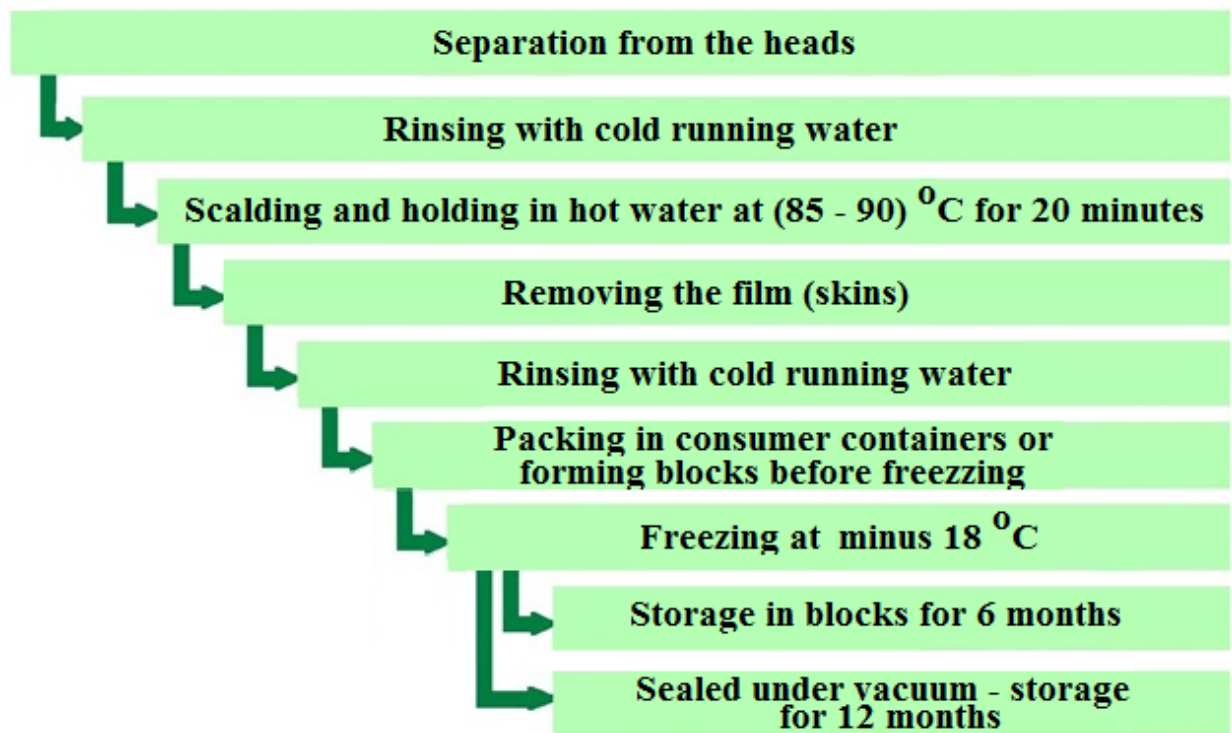 Separation from the heads
Rinsing with cold running water
Scalding and holding in hot water at (85 - 90) °C for 20 minutes
Removing the film (skins)
Rinsing with cold running water
Packing in consumer containers or
forming blocks before freezzing
Freezing at minus 18 °C
Storage in blocks for 6 months
Sealed under vacuum - storage
for 12 months